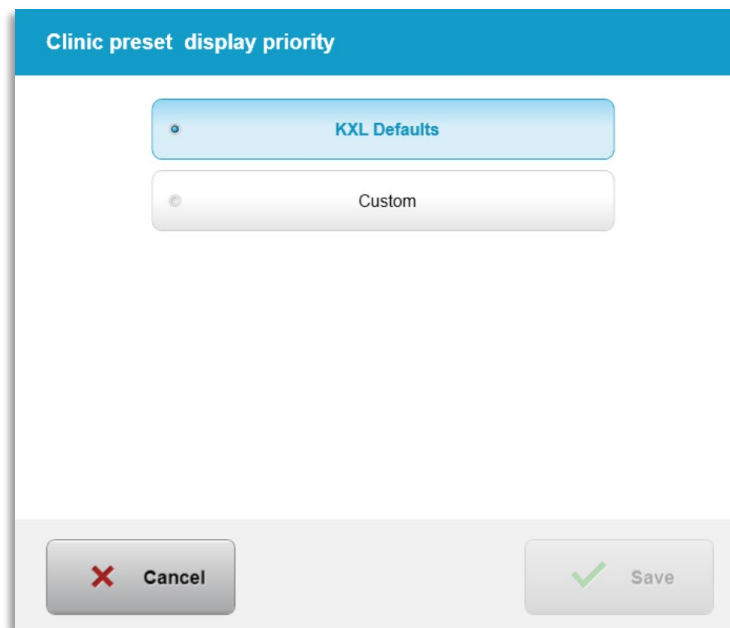 Clinic preset  display priority
KXL Defaults
Custom
Cancel
Save